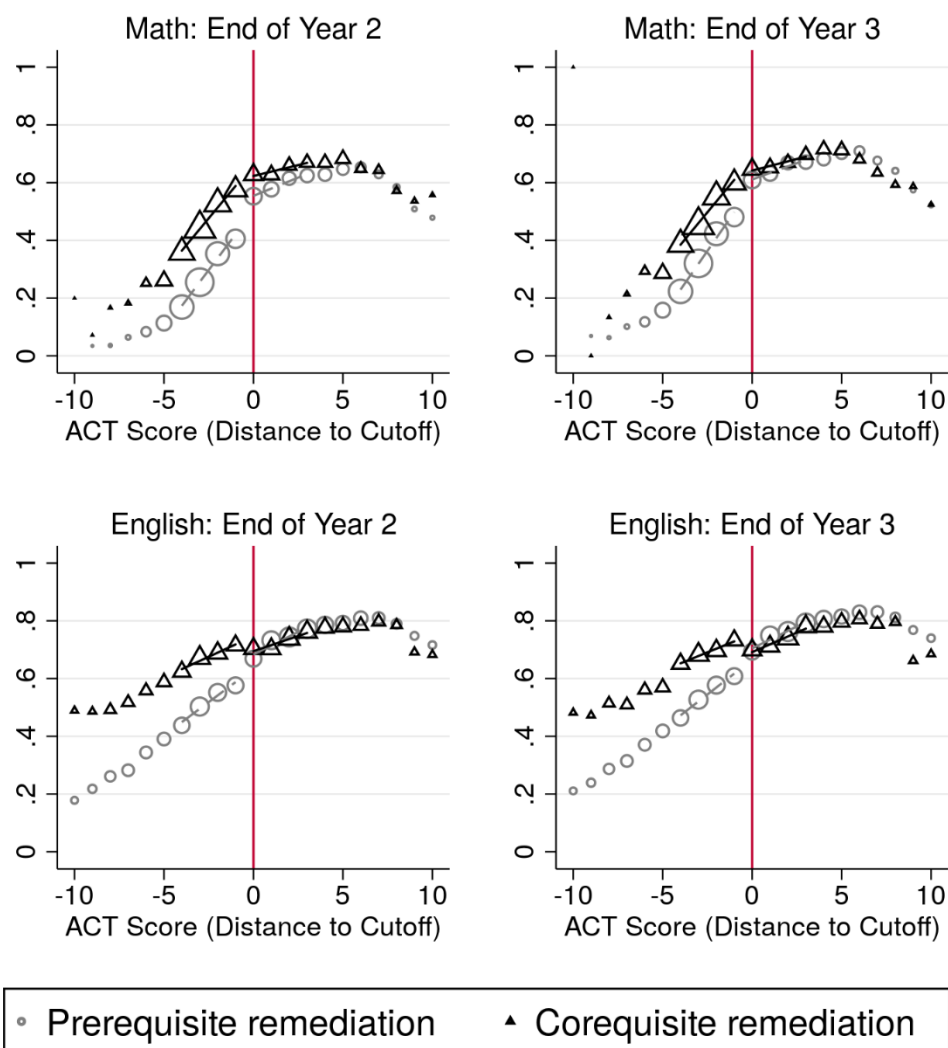 Math: End of Year 2
1
.8
.6
.4
.2
0
-10 -5 0 5 10
ACT Score (Distance to Cutoff)
Math: End of Year 3
1
.8
.6
.4
.2
0
-10 -5 0 5 10
ACT Score (Distance to Cutoff)
English: End of Year 2
1
.8
.6
.4
.2
0
-10 -5 0 5 10
ACT Score (Distance to Cutoff)
English: End of Year 3
1
.8
.6
.4
.2
0
-10 -5 0 5 10
ACT Score (Distance to Cutoff)
Prerequisite remediation
Corequisite remediation